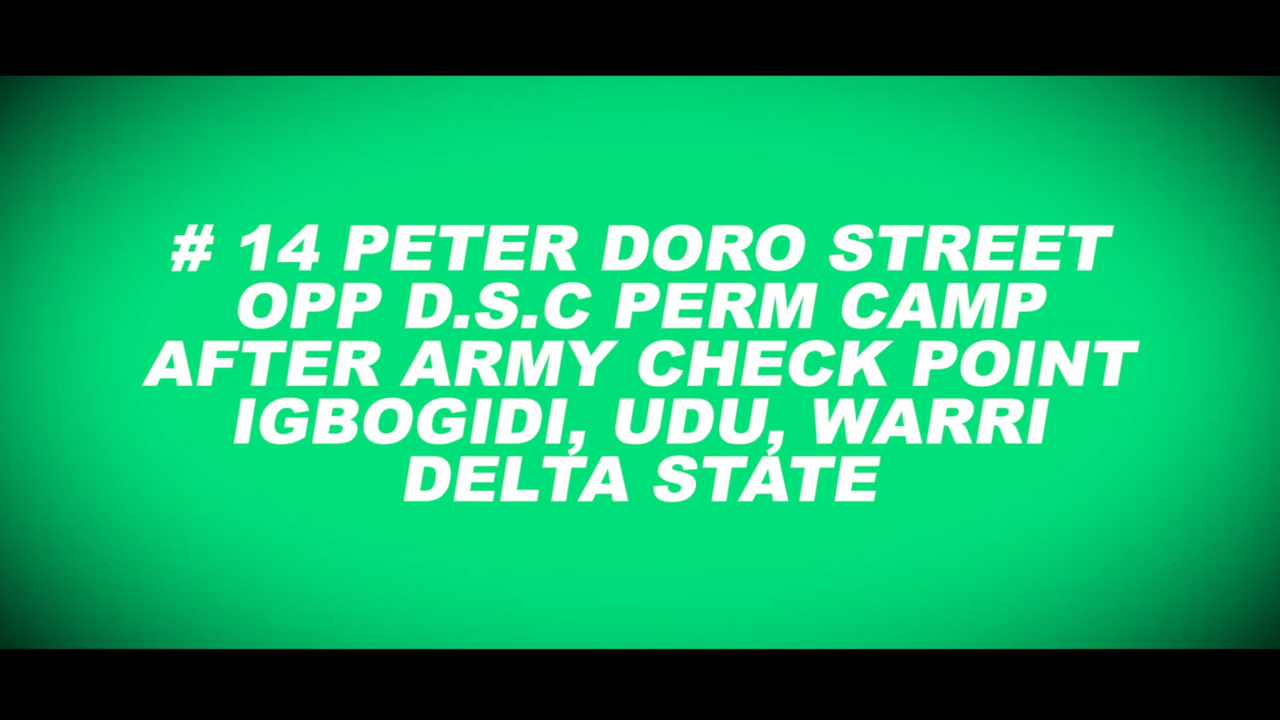 # 14 PETER DORO STREET
OPP D.S.C PERM CAMP
AFTER ARMY CHECK POINT
IGBOGIDI, UDU, WARRI
DELTA STATE